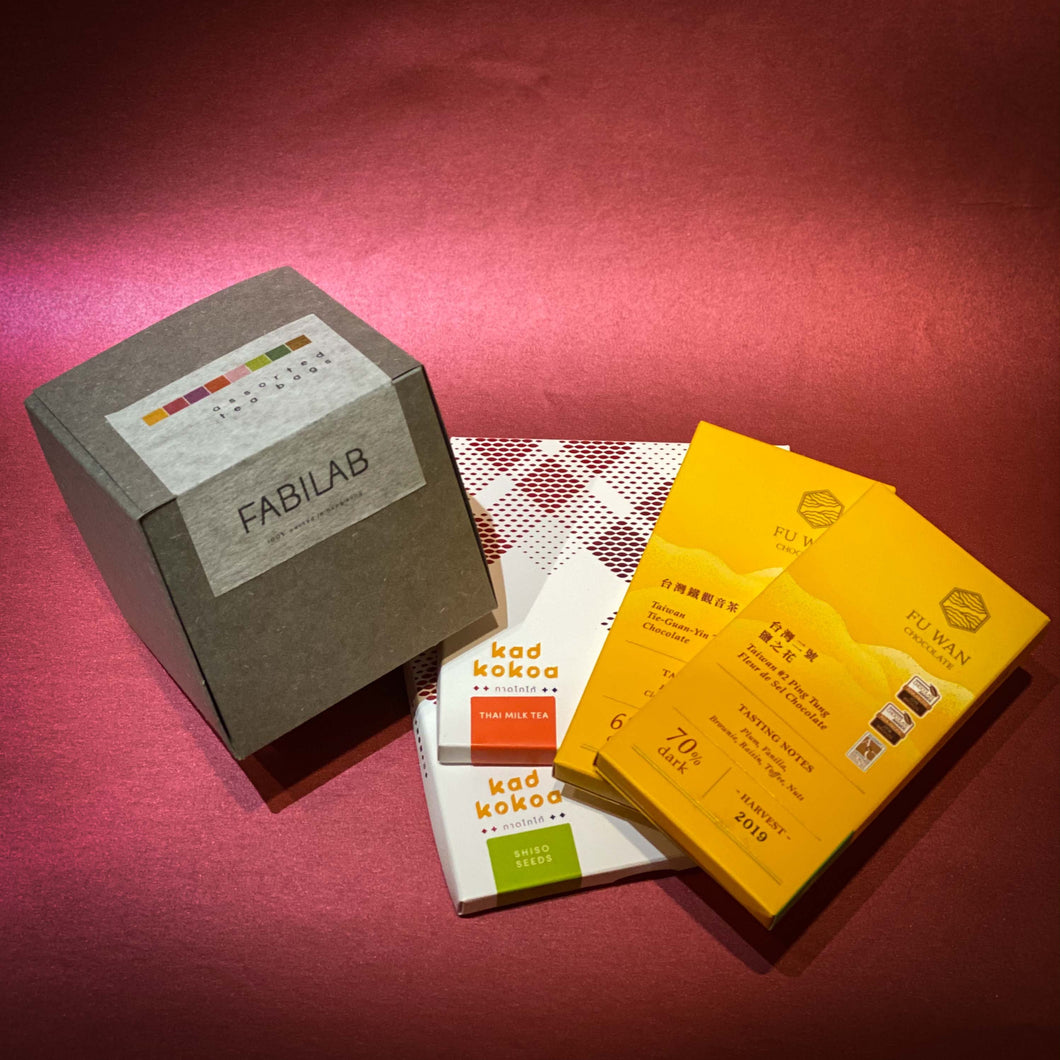 assorted
tea bags
FABILAB
kad
kokoa
กาดโกโก้
THAI MILK TEA
kad
kokoa
กาดโกโก้
SHISO
SEEDS
FU WAN
台灣鐵觀音茶
Taiwan
Tie-Guan-Yin
Chocolate
FU WAN
CHOCOLATE
台灣二號
鹽之花
Taiwan #2 Ping Tung
Fleur de Sel Chocolate
TASTING NOTES
Plum, Vanilla,
Brownie, Raisin, Toffee, Nuts
70%
dark
- HARVEST -
2019